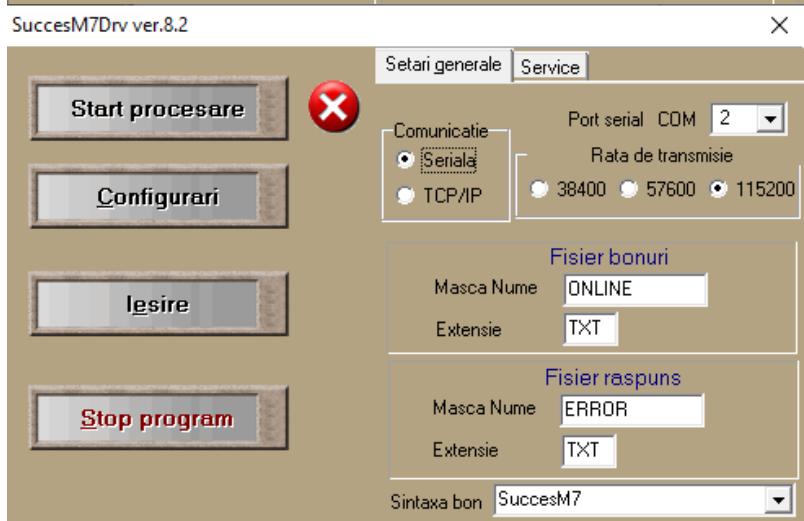 SuccesM7Drv ver.8.2
Start procesare
Configurari
Iesire
Stop program
Setari generale Service
Comunicatie
Seriala
TCP/IP
Port serial COM 2
Rata de transmisie
38400 57600 115200
Fisier bonuri
Masca Nume ONLINE
Extensie TXT
Fisier raspuns
Masca Nume ERROR
Extensie TXT
Sintaxa bon SuccesM7